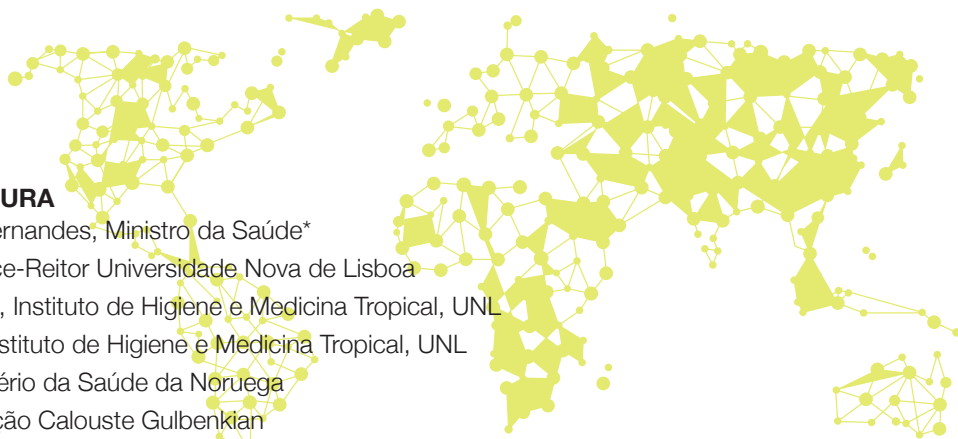 URA
ernandes, Ministro da Saúde*
ce-Reitor Universidade Nova de Lisboa
, Instituto de Higiene e Medicina Tropical, UNL
stituto de Higiene e Medicina Tropical, UNL
ério da Saúde da Noruega
ção Calouste Gulbenkian